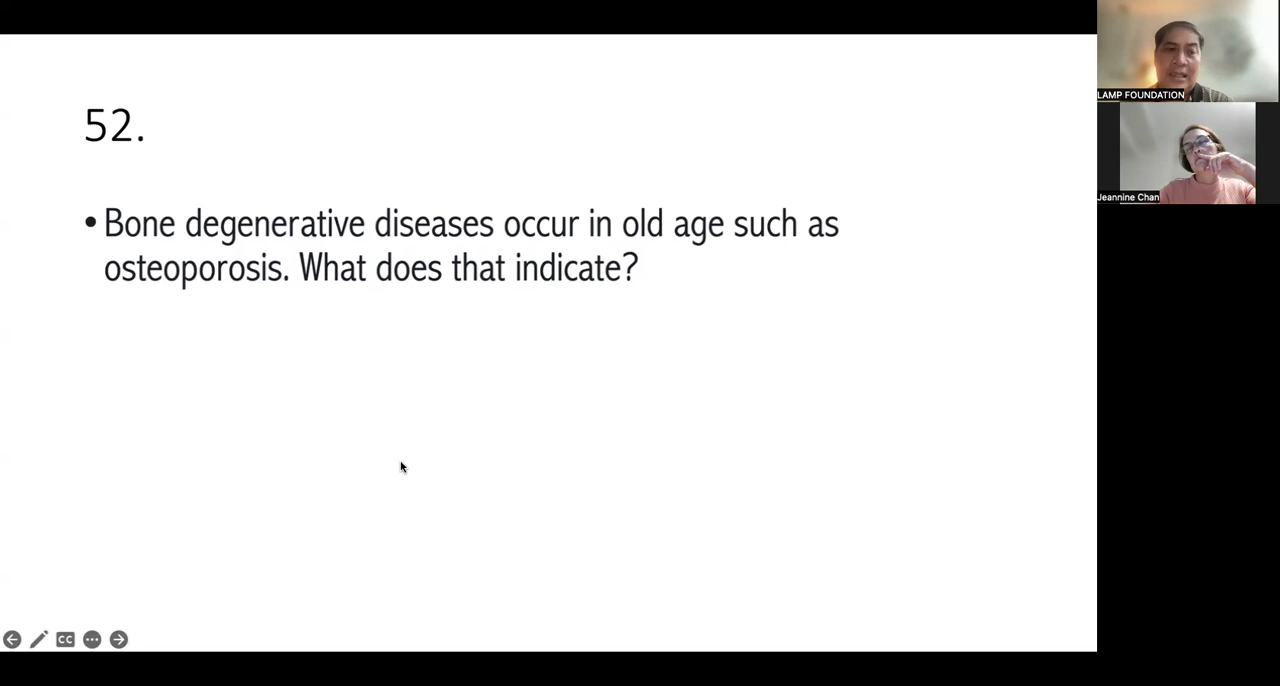 52.
• Bone degenerative diseases occur in old age such as
osteoporosis. What does that indicate?
LAMP FOUNDATION
Jeannine Chan
CC